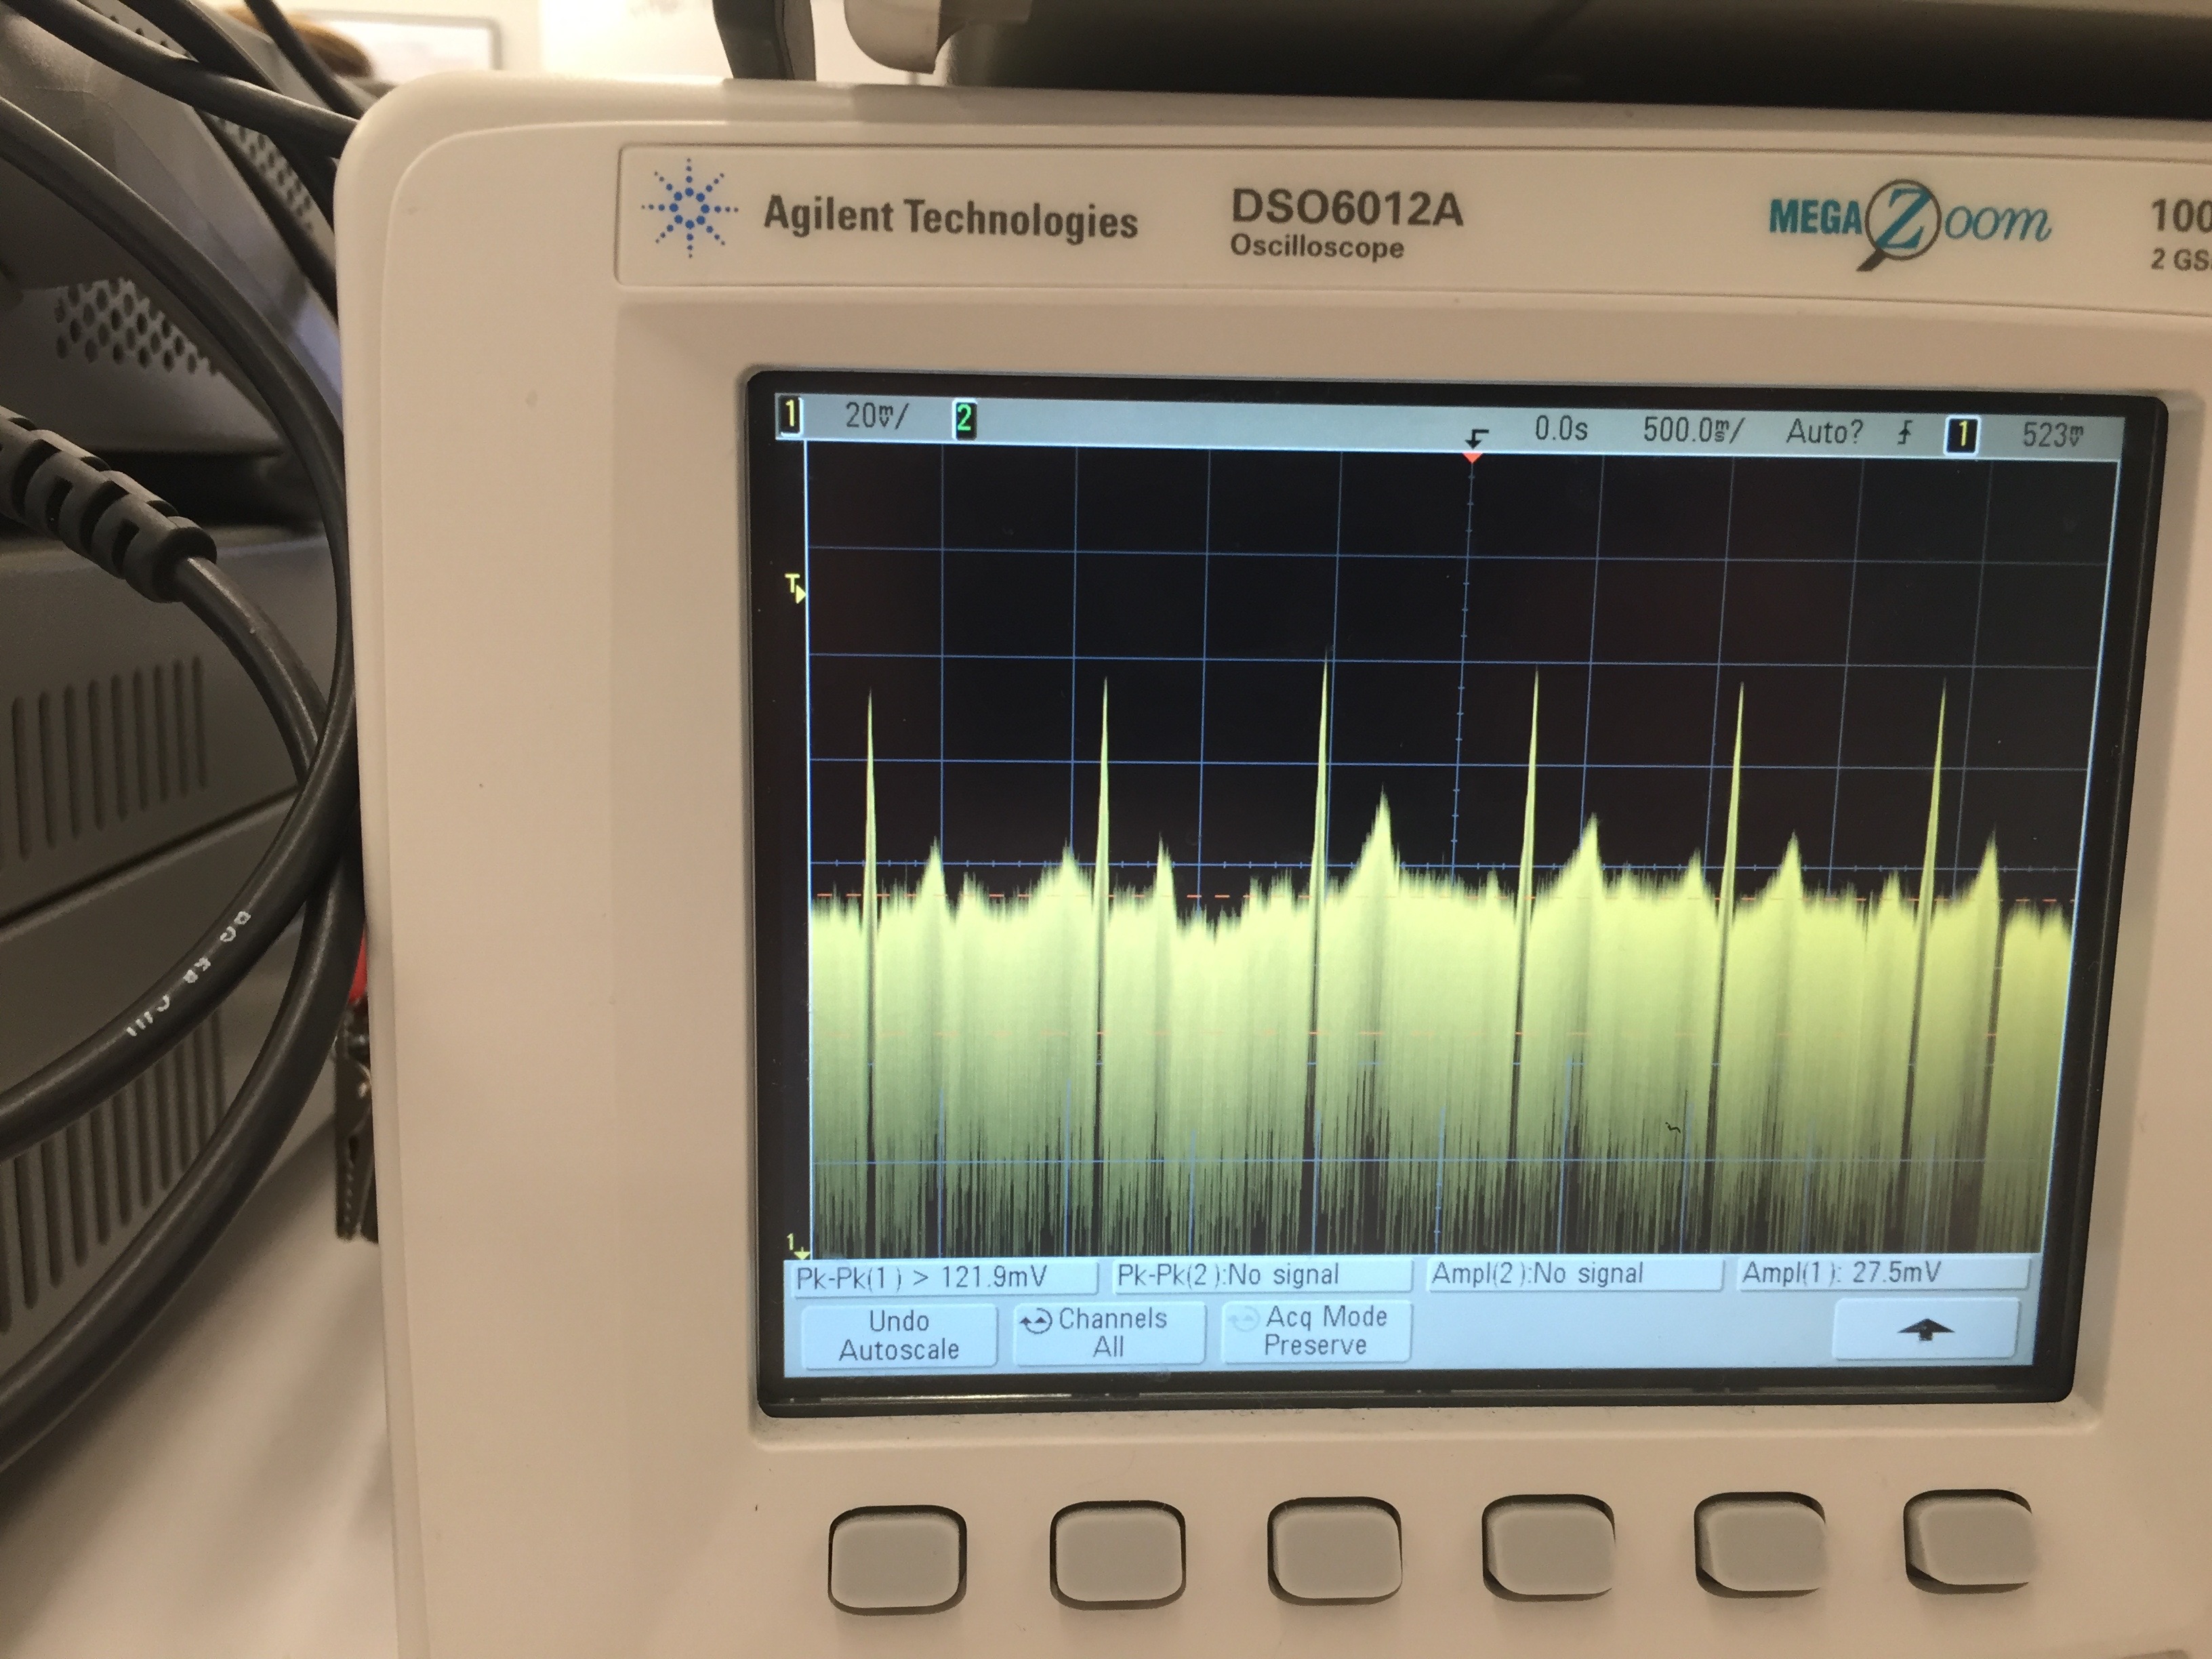 Agilent Technologies
DSO6012A
Oscilloscope
MEGA Zoom
100
2 GS
1 20mV/ 2 0.0s 500.0ms/ Auto? 1 523mV
T
1
Pk-Pk(1) > 121.9mV Pk-Pk(2):No signal Ampl(2):No signal Ampl(1): 27.5mV
Undo Autoscale
Channels All
Acq Mode Preserve